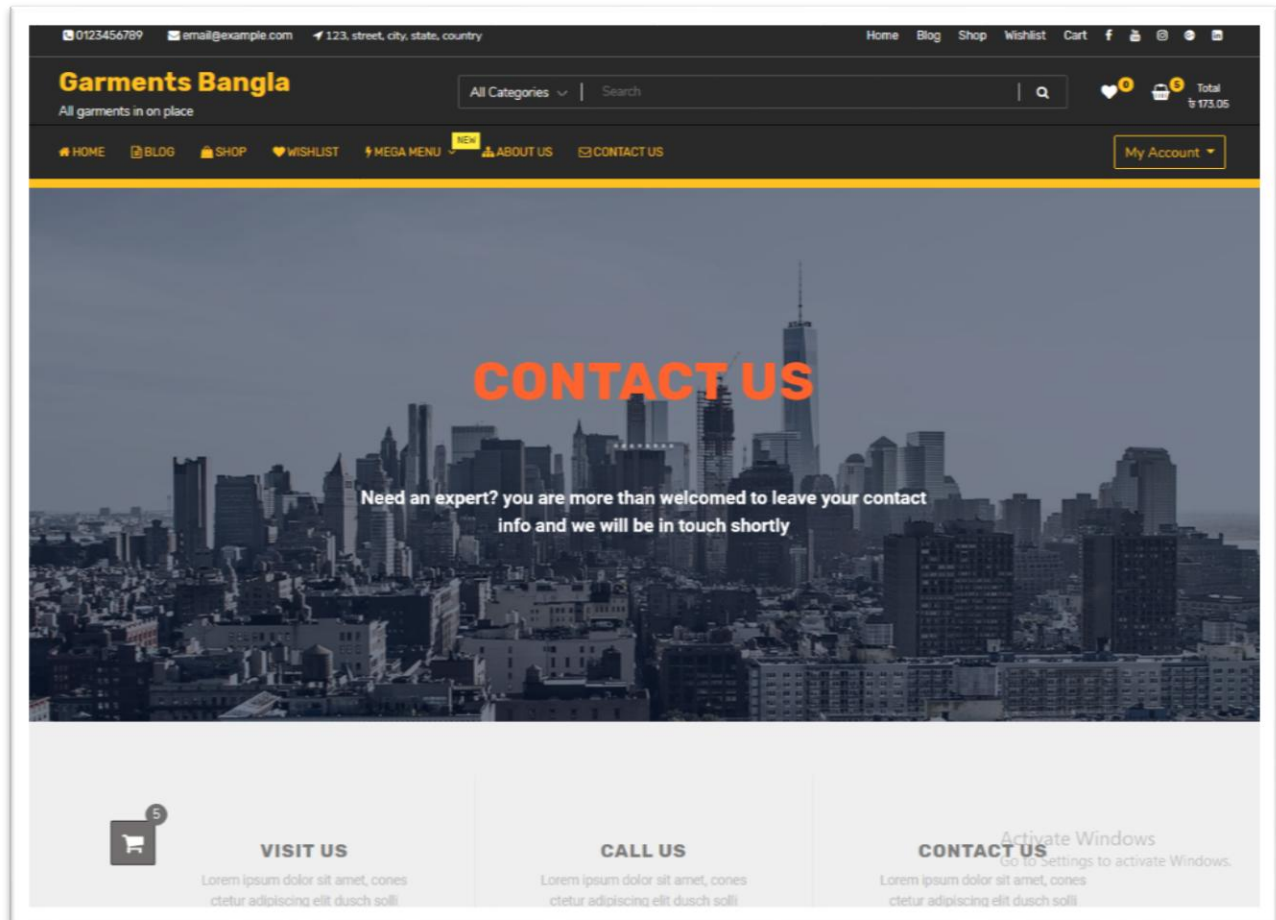 0123456789 email@example.com 123, street, city, state, country Home Blog Shop Wishlist Cart
Garments Bangla
All garments in on place
All Categories Search
0 5 Total
৳ 173.05
HOME BLOG SHOP WISHLIST MEGA MENU NEW ABOUT US CONTACT US My Account
CONTACT US
Need an expert? you are more than welcomed to leave your contact
info and we will be in touch shortly
5
VISIT US CALL US CONTACT US
Lorem ipsum dolor sit amet, cones Lorem ipsum dolor sit amet, cones Lorem ipsum dolor sit amet, cones
ctetur adipiscing elit dusch solli ctetur adipiscing elit dusch solli ctetur adipiscing elit dusch solli
Activate Windows
Go to Settings to activate Windows.